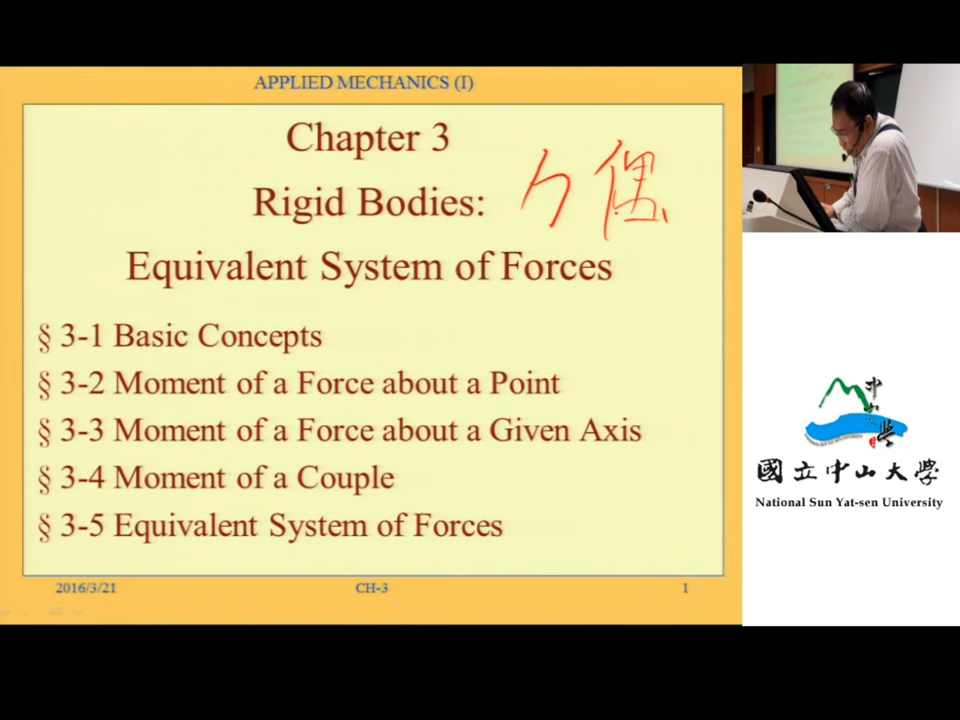 APPLIED MECHANICS (I)
Chapter 3
Rigid Bodies: 力偶
Equivalent System of Forces
§ 3-1 Basic Concepts
§ 3-2 Moment of a Force about a Point
§ 3-3 Moment of a Force about a Given Axis
§ 3-4 Moment of a Couple
§ 3-5 Equivalent System of Forces
2016/3/21 CH-3 1
國立中山大學
National Sun Yat-sen University